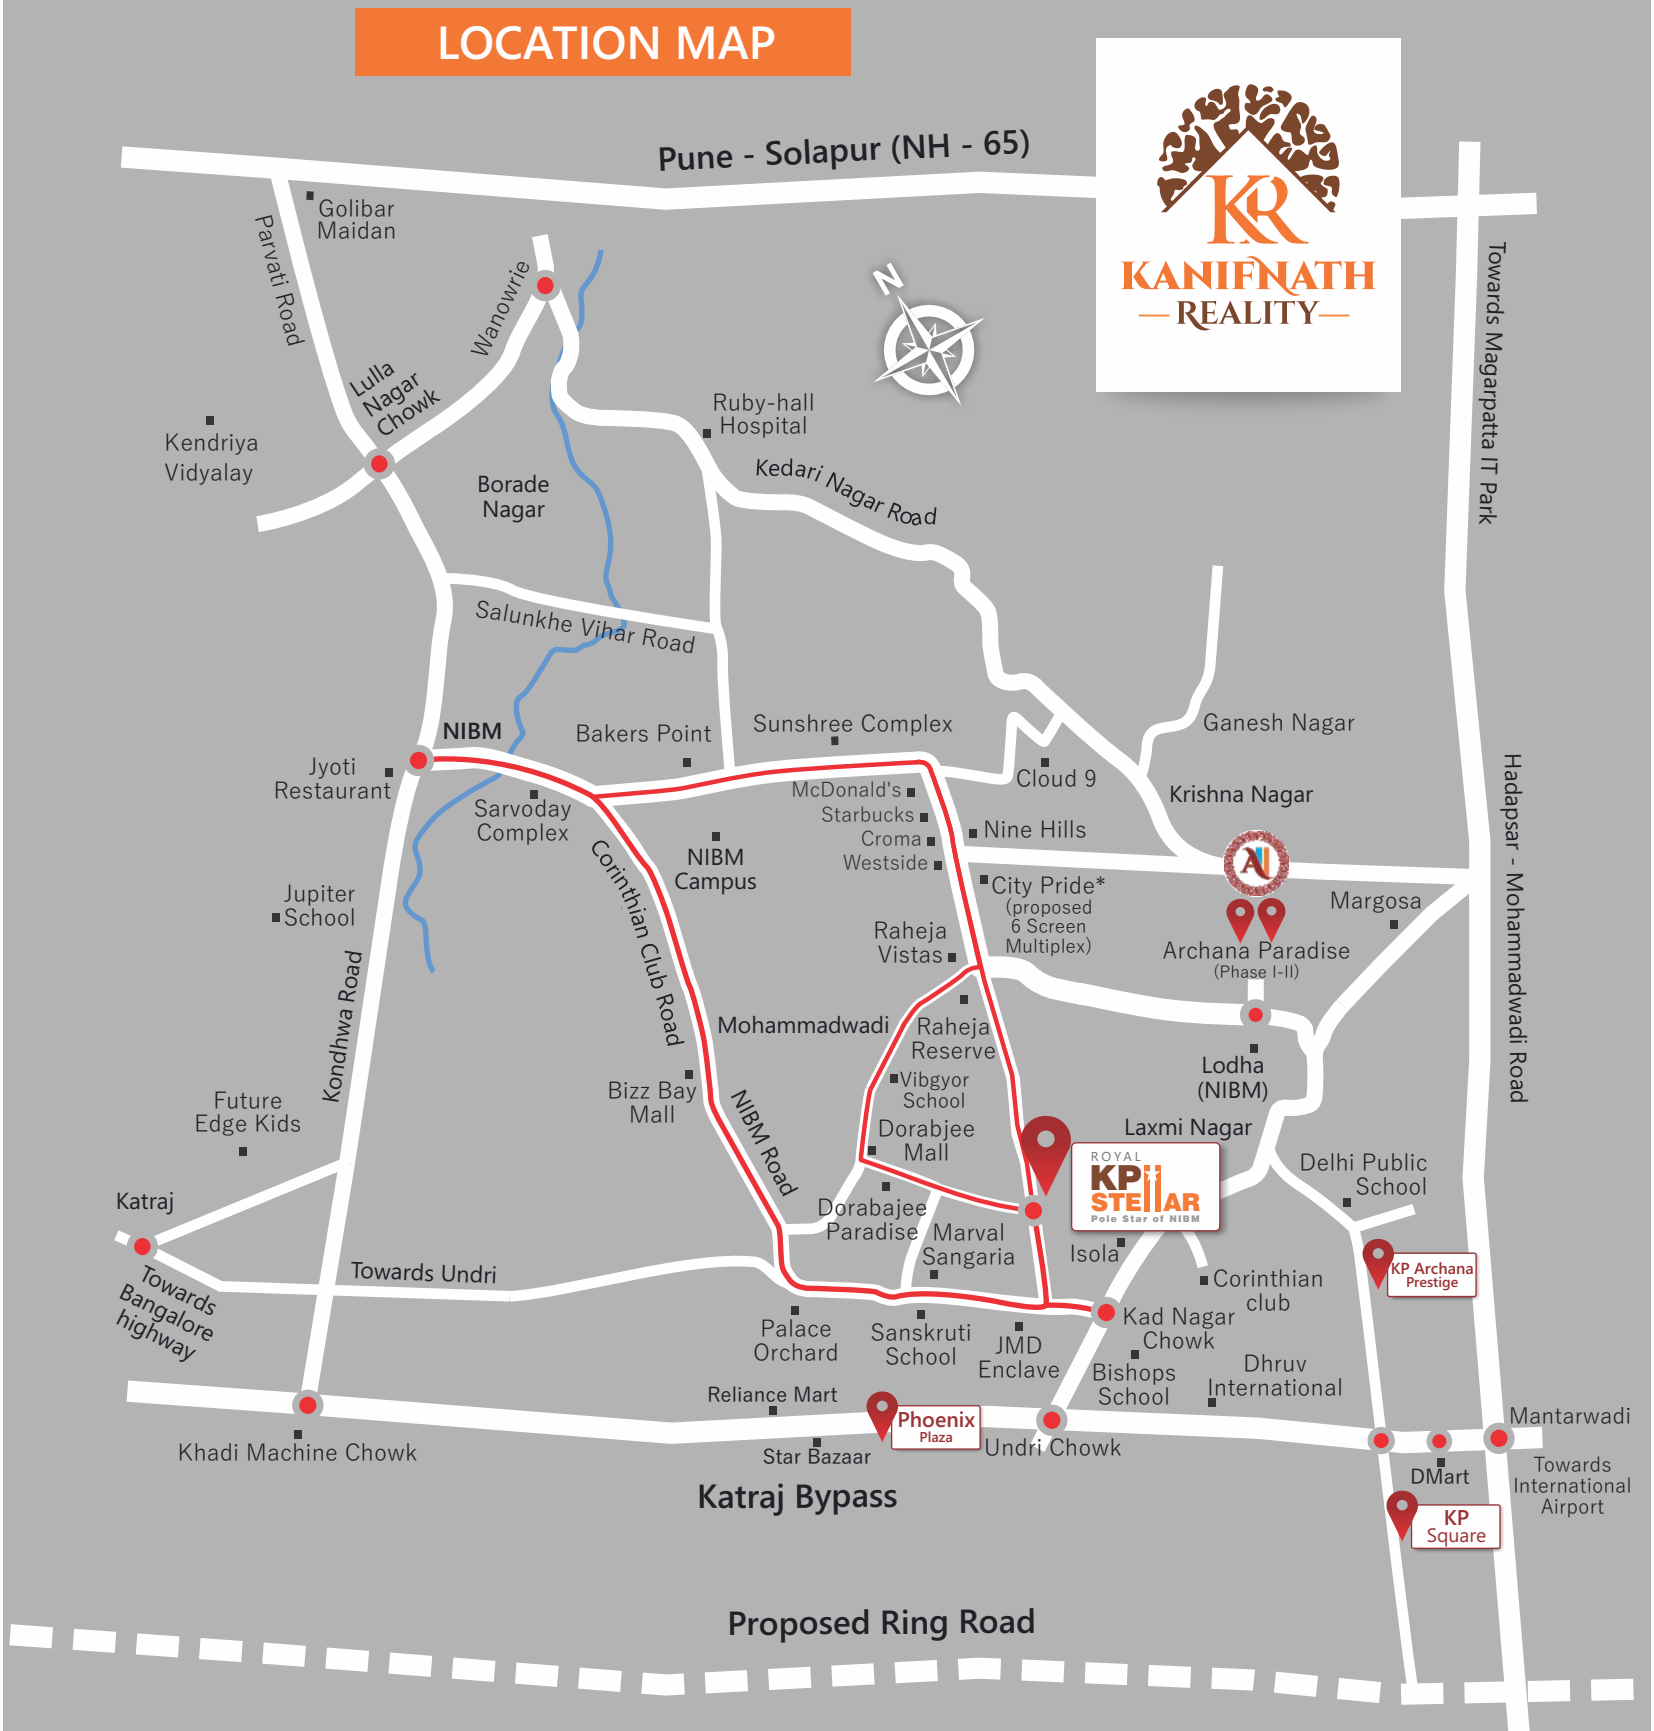 LOCATION MAP
Pune - Solapur (NH - 65)
KR
KANIFNATH
REALITY
Golibar
Maidan
Parvati Road
Wanowrie
N
Towards Magarpatta IT Park
Lulla
Nagar
Chowk
Kendriya
Vidyalay
Ruby-hall
Hospital
Borade
Nagar
Kedari Nagar Road
Salunkhe Vihar Road
NIBM
Bakers Point
Sunshree Complex
Ganesh Nagar
Jyoti
Restaurant
Sarvoday
Complex
McDonald's
Starbucks
Croma
Westside
Cloud 9
Krishna Nagar
Nine Hills
Hadapsar - Mohammadwadi Road
NIBM
Campus
Corinthian Club Road
City Pride*
(proposed
6 Screen
Multiplex)
Jupiter
School
Raheja
Vistas
Margosa
Archana Paradise
(Phase I-II)
Kondhwa Road
Mohammadwadi
Raheja
Reserve
Lodha
(NIBM)
Vibgyor
School
Bizz Bay
Mall
NIBM Road
Future
Edge Kids
Dorabjee
Mall
Laxmi Nagar
ROYAL
KP
STELLAR
Pole Star of NIBM
Delhi Public
School
Katraj
Dorabajee
Paradise
Marval
Sangaria
Isola
Towards Undri
Towards
Bangalore
highway
Corinthian
club
KP Archana
Prestige
Palace
Orchard
Sanskruti
School
JMD
Enclave
Kad Nagar
Chowk
Bishops
School
Dhruv
International
Reliance Mart
Phoenix
Plaza
Star Bazaar
Undri Chowk
Khadi Machine Chowk
Mantarwadi
DMart
Towards
International
Airport
Katraj Bypass
KP
Square
Proposed Ring Road